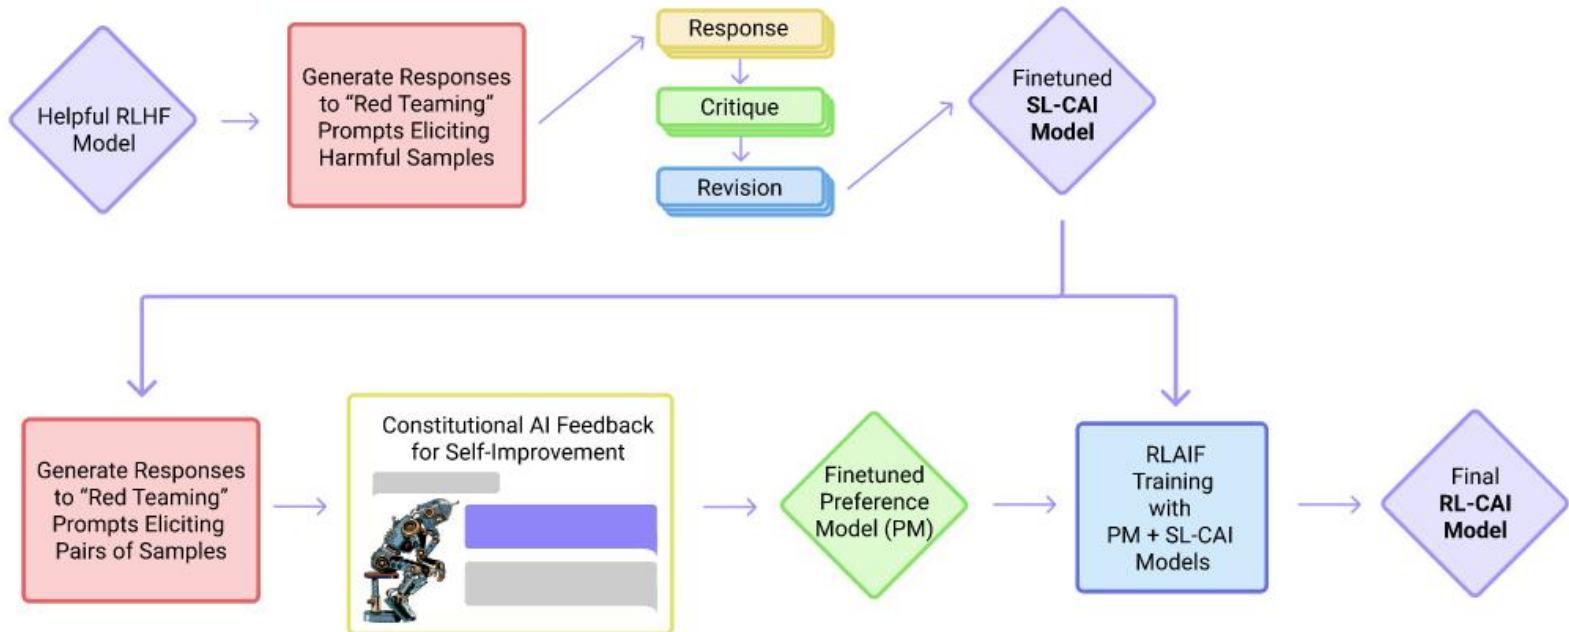 Helpful RLHF
Model
Generate Responses
to “Red Teaming”
Prompts Eliciting
Harmful Samples
Response
Critique
Revision
Finetuned
SL-CAI
Model
Generate Responses
to “Red Teaming”
Prompts Eliciting
Pairs of Samples
Constitutional AI Feedback
for Self-Improvement
Finetuned
Preference
Model (PM)
RLAIF
Training
with
PM + SL-CAI
Models
Final
RL-CAI
Model